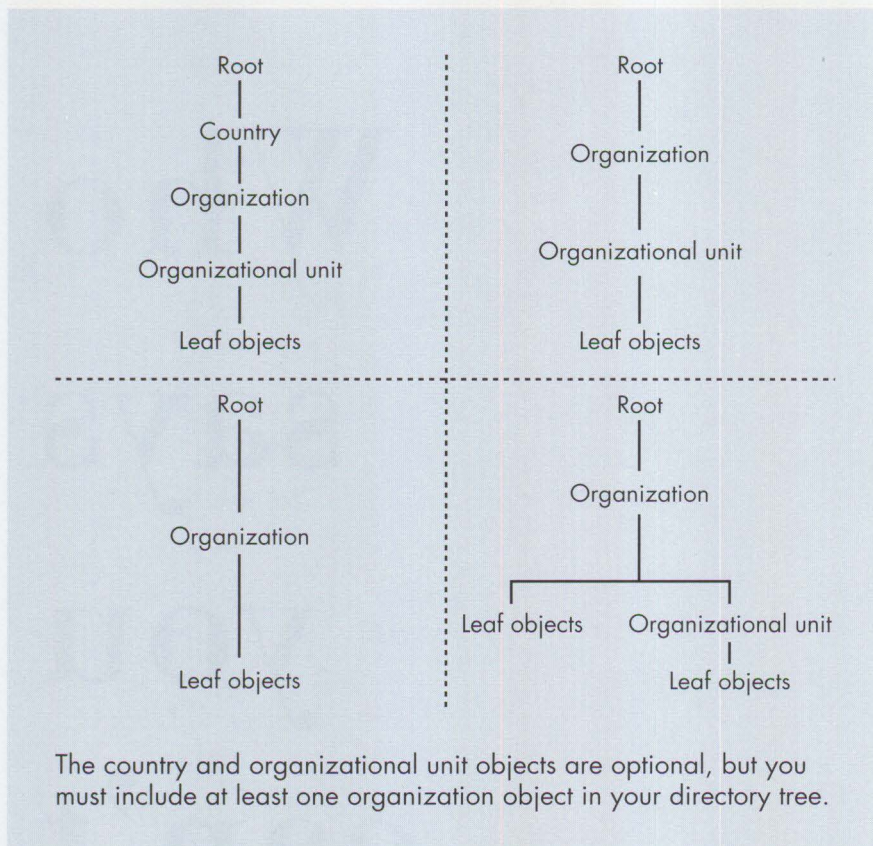 Root
Country
Organization
Organizational unit
Leaf objects
Root
Organization
Organizational unit
Leaf objects
Root
Organization
Leaf objects
Root
Organization
Leaf objects Organizational unit
Leaf objects
The country and organizational unit objects are optional, but you
must include at least one organization object in your directory tree.